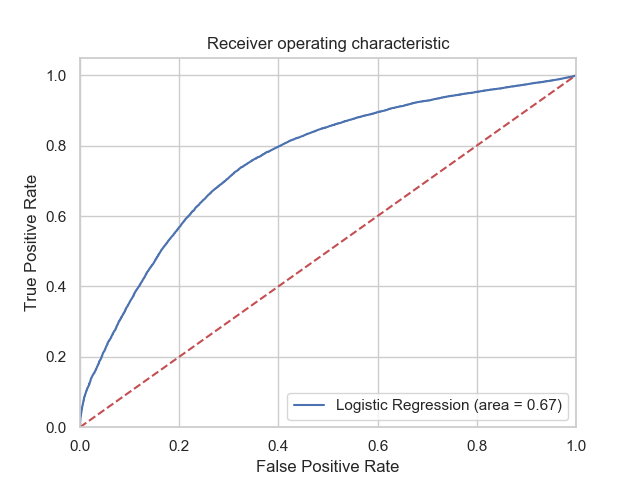 Receiver operating characteristic
1.0
0.8
0.6
0.4
0.2
0.0
True Positive Rate
Logistic Regression (area = 0.67)
0.0 0.2 0.4 0.6 0.8 1.0
False Positive Rate